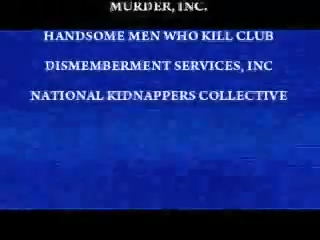 MURDER, INC.
HANDSOME MEN WHO KILL CLUB
DISMEMBERMENT SERVICES, INC
NATIONAL KIDNAPPERS COLLECTIVE